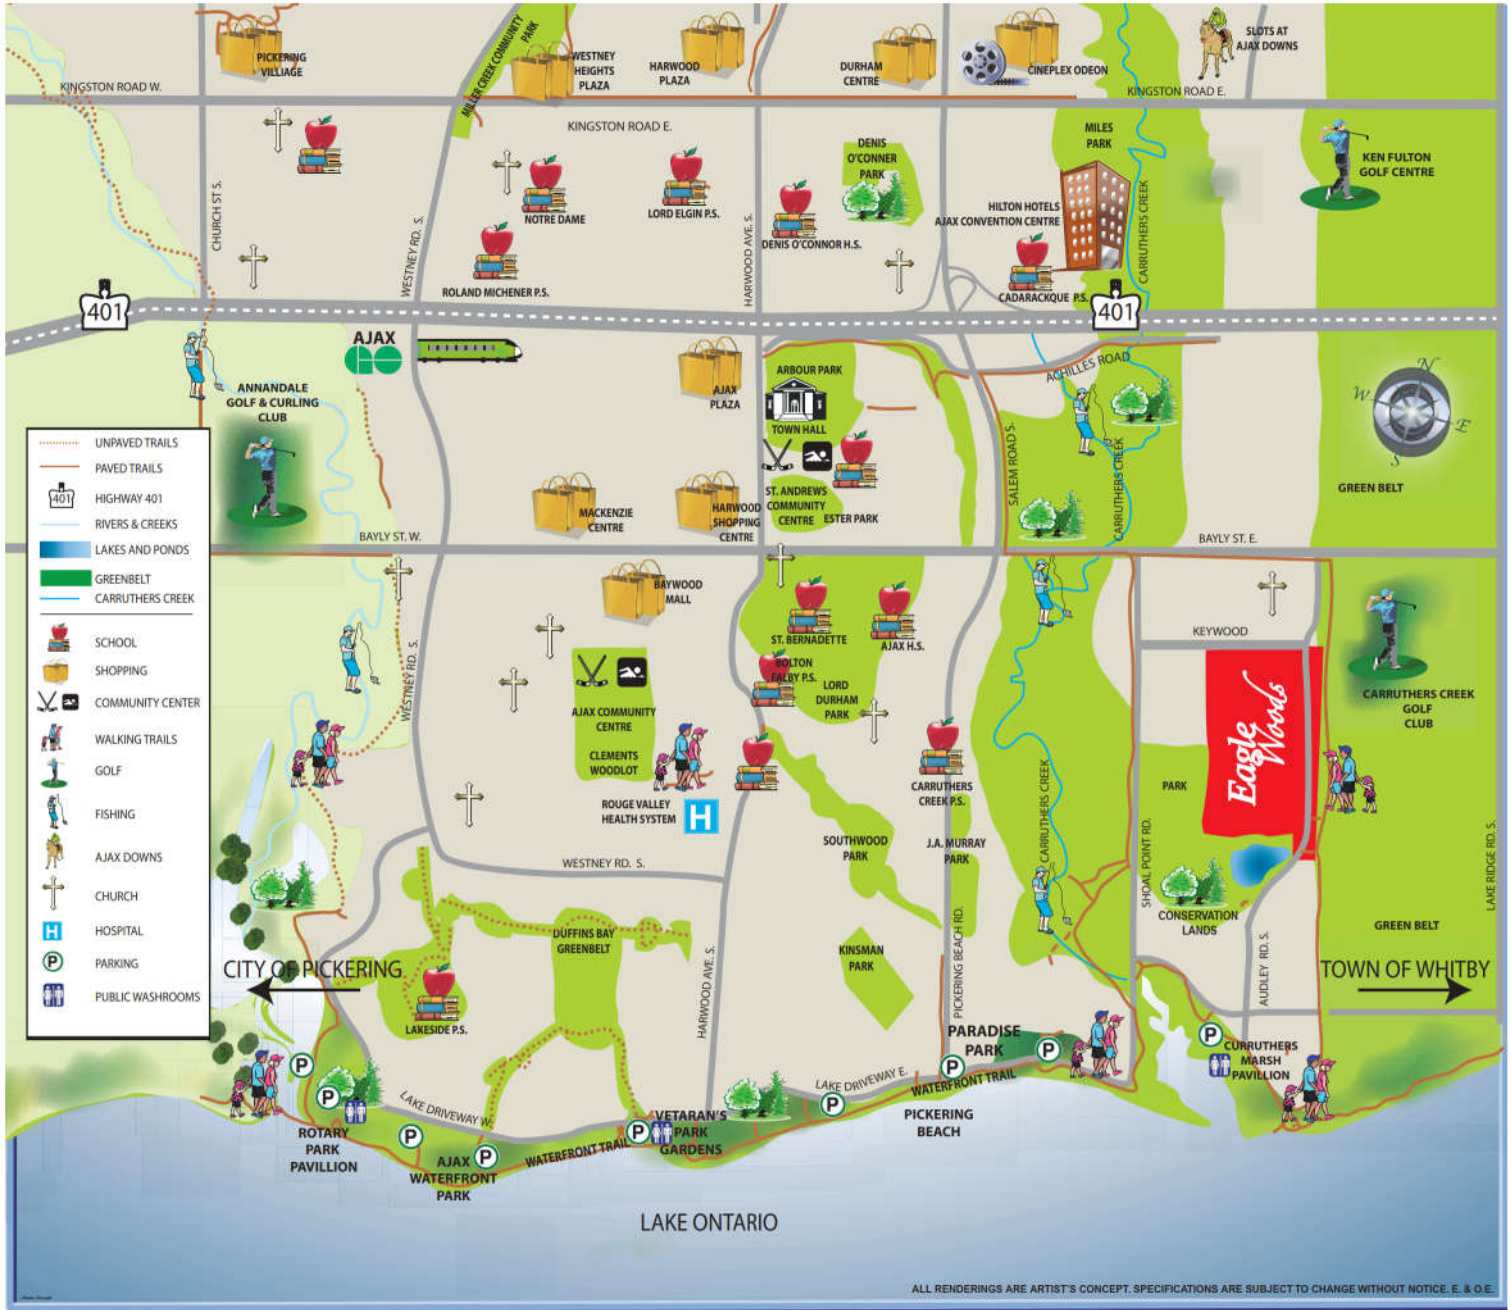 PICKERING
VILLIAGE
MILLER CREEK COMMUNITY
PARK
WESTNEY
HEIGHTS
PLAZA
HARWOOD
PLAZA
DURHAM
CENTRE
CINEPLEX ODEON
SLOTS AT
AJAX DOWNS
KINGSTON ROAD W.
KINGSTON ROAD E.
KINGSTON ROAD E.
CHURCH ST S.
WESTNEY RD. S.
HARWOOD AVE. S.
NOTRE DAME
LORD ELGIN P.S.
ROLAND MICHENER P.S.
DENIS
O'CONNER
PARK
DENIS O'CONNOR H.S.
MILES
PARK
HILTON HOTELS
AJAX CONVENTION CENTRE
CADARACKQUE P.S.
CARRUTHERS CREEK
KEN FULTON
GOLF CENTRE
401
401
AJAX
GO
ANNANDALE
GOLF & CURLING
CLUB
AJAX
PLAZA
ARBOUR PARK
TOWN HALL
ACHILLES ROAD
SALEM ROAD S.
CARRUTHERS CREEK
N
W
E
S
GREEN BELT
MACKENZIE
CENTRE
HARWOOD
SHOPPING
CENTRE
ST. ANDREWS
COMMUNITY
CENTRE
ESTER PARK
BAYLY ST. W.
BAYLY ST. E.
UNPAVED TRAILS
PAVED TRAILS
401
HIGHWAY 401
RIVERS & CREEKS
LAKES AND PONDS
GREENBELT
CARRUTHERS CREEK
SCHOOL
SHOPPING
COMMUNITY CENTER
WALKING TRAILS
GOLF
FISHING
AJAX DOWNS
CHURCH
H
HOSPITAL
P
PARKING
PUBLIC WASHROOMS
BAYWOOD
MALL
WESTNEY RD. S.
ST. BERNADETTE
AJAX H.S.
BOLTON
FALBY P.S.
LORD
DURHAM
PARK
AJAX COMMUNITY
CENTRE
CLEMENTS
WOODLOT
ROUGE VALLEY
HEALTH SYSTEM
H
KEYWOOD
Eagle
Woods
CARRUTHERS CREEK
GOLF
CLUB
PARK
CARRUTHERS
CREEK P.S.
SOUTHWOOD
PARK
J.A. MURRAY
PARK
CARRUTHERS CREEK
SHOAL POINT RD.
LAKE RIDGE RD. S.
WESTNEY RD. S.
CONSERVATION
LANDS
GREEN BELT
DUFFINS BAY
GREENBELT
KINSMAN
PARK
HARWOOD AVE. S.
PICKERING BEACH RD.
AUDLEY RD. S.
CITY OF PICKERING
TOWN OF WHITBY
LAKESIDE P.S.
PARADISE
PARK
P
P
P
P
CURRUTHERS
MARSH
PAVILLION
LAKE DRIVEWAY E.
WATERFRONT TRAIL
P
P
LAKE DRIVEWAY W.
P
P
P
ROTARY
PARK
PAVILLION
AJAX
WATERFRONT
PARK
WATERFRONT TRAIL
VETARAN'S
PARK
GARDENS
PICKERING
BEACH
LAKE ONTARIO
ALL RENDERINGS ARE ARTIST'S CONCEPT. SPECIFICATIONS ARE SUBJECT TO CHANGE WITHOUT NOTICE. E. & O.E.